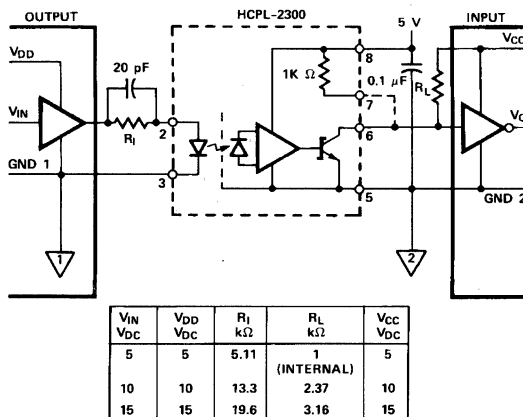 OUTPUT
HCPL-2300
5 V
INPUT
VDD
20 pF
8
VCC
1K Ω
0.1 μF
RL
7
VIN
RI
2
6
GND 1
3
5
GND 2
1
2
VIN VDC VDD VDC RI kΩ RL kΩ VCC VDC
5 5 5.11 1 (INTERNAL) 5
10 10 13.3 2.37 10
15 15 19.6 3.16 15